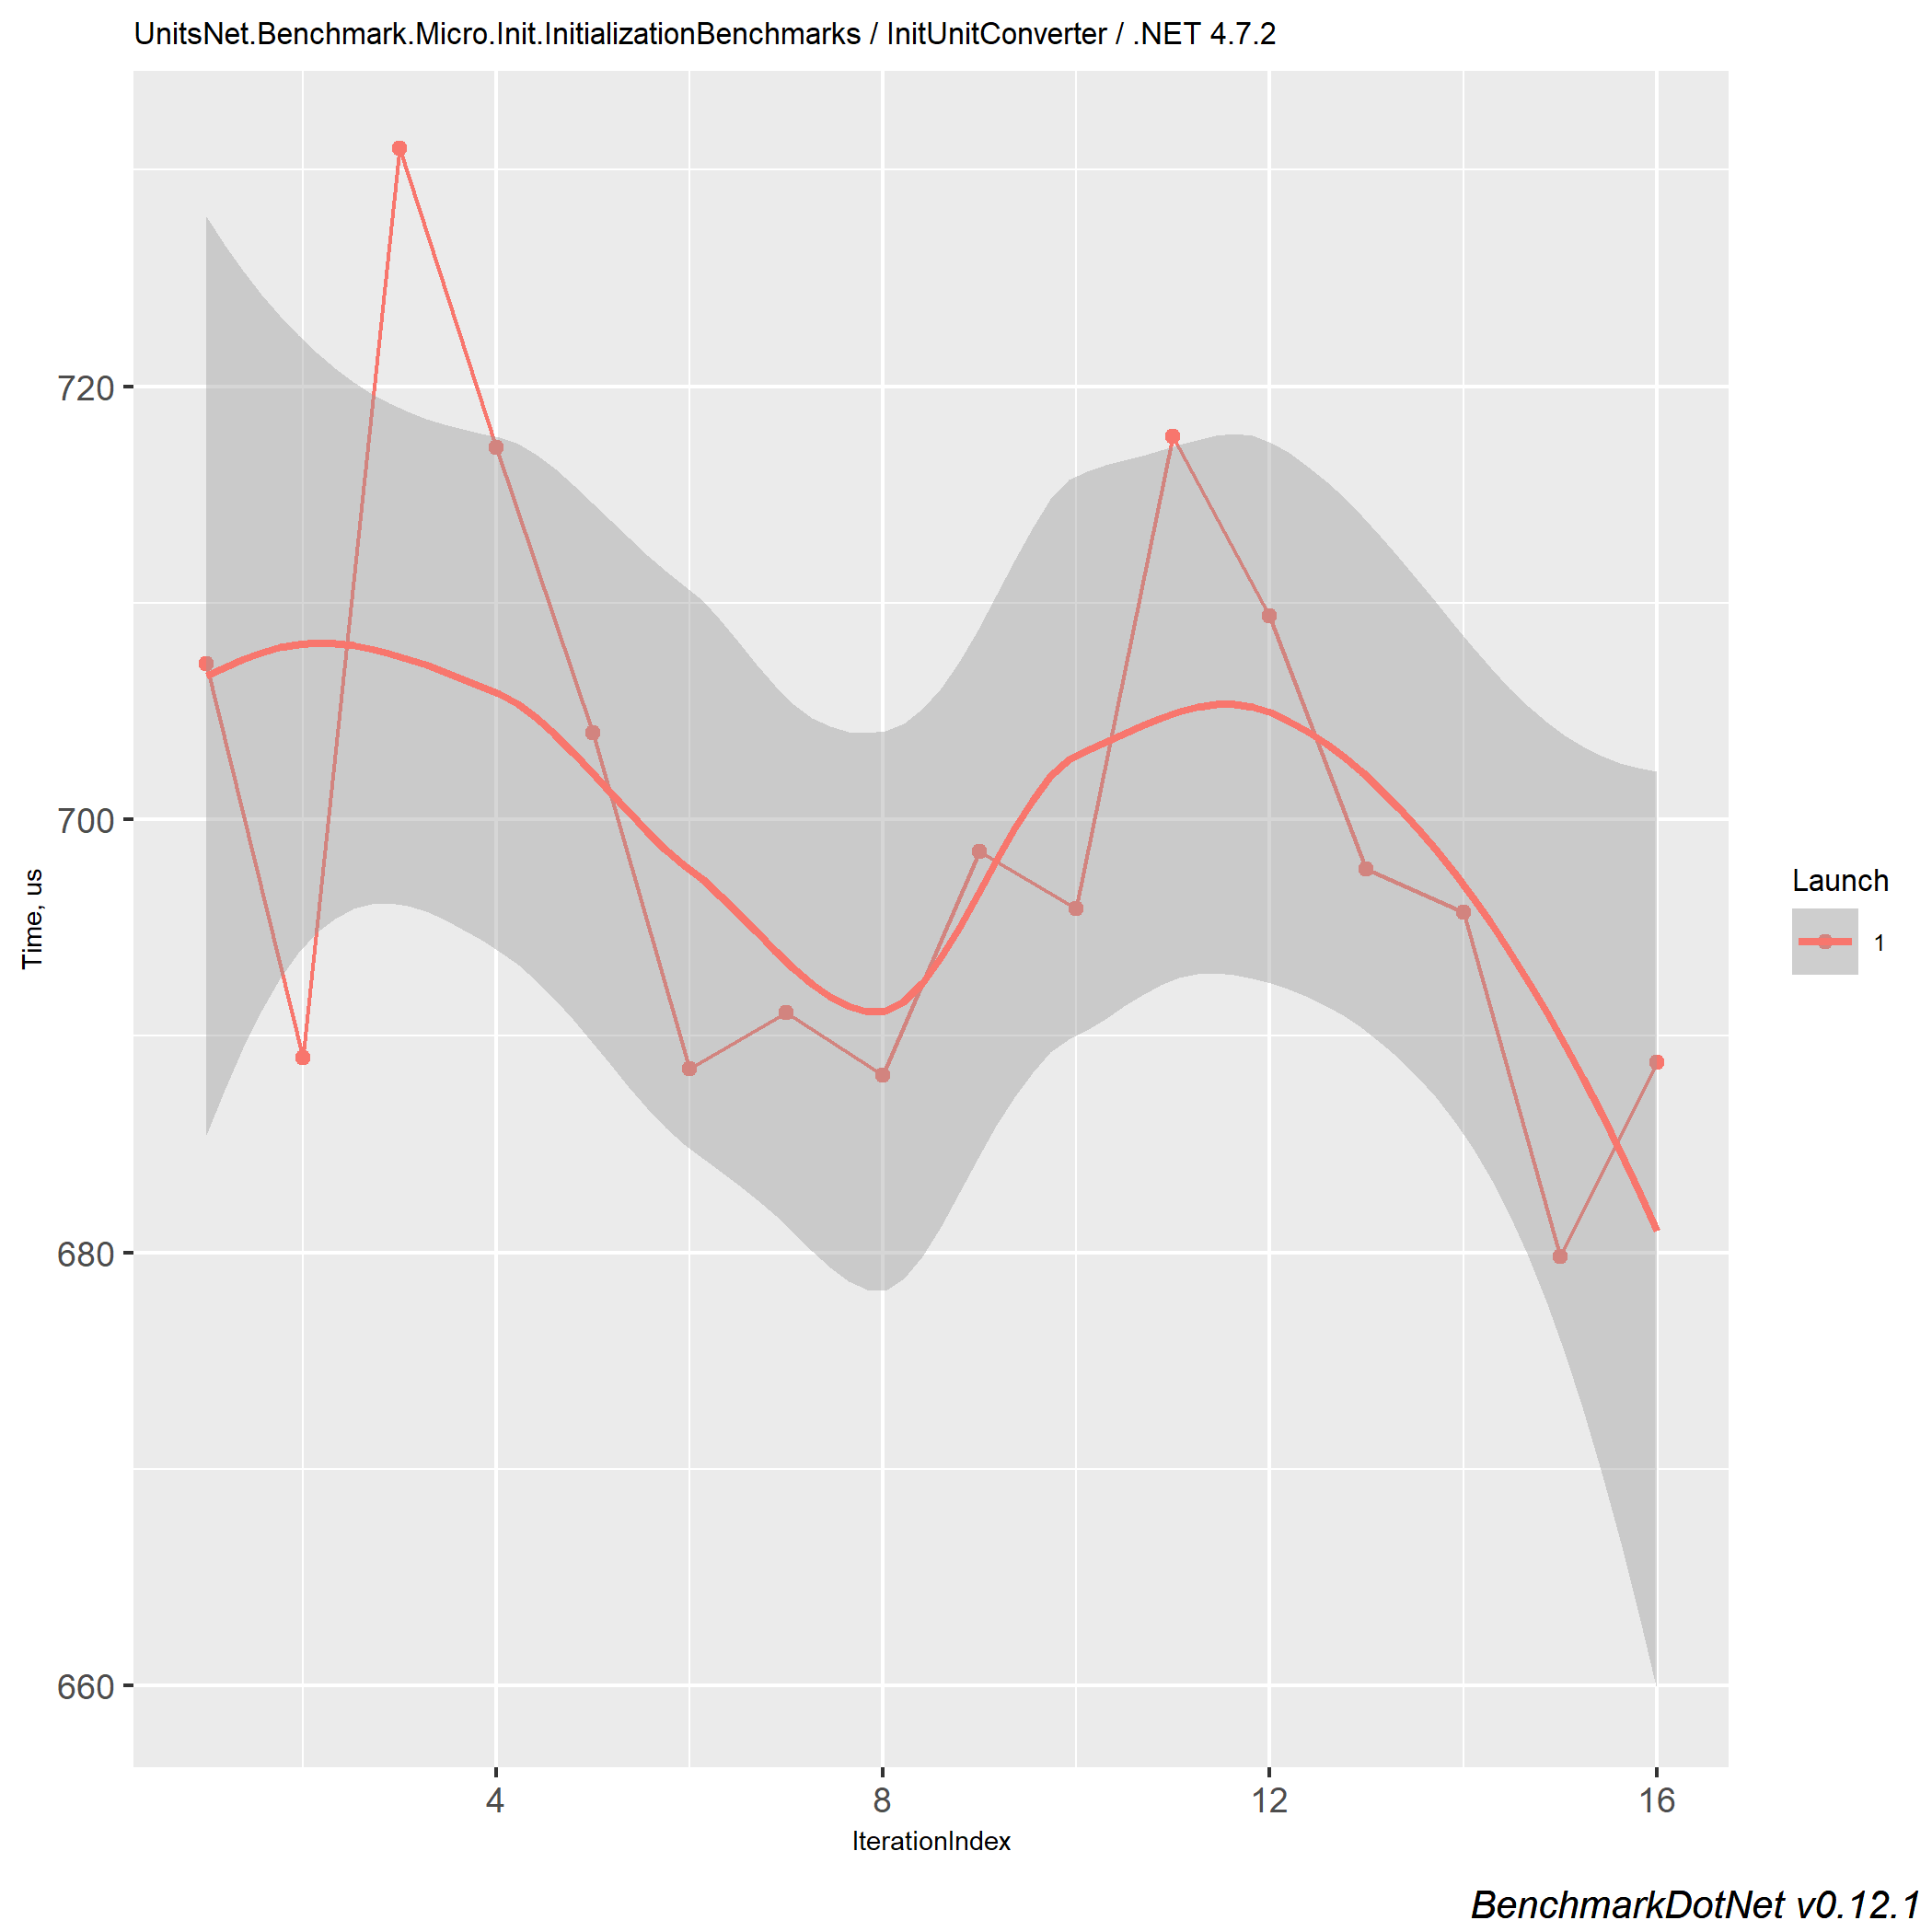 UnitsNet.Benchmark.Micro.Init.InitializationBenchmarks / InitUnitConverter / .NET 4.7.2
720
700
680
660
Time, us
4 8 12 16
IterationIndex
Launch
1
BenchmarkDotNet v0.12.1